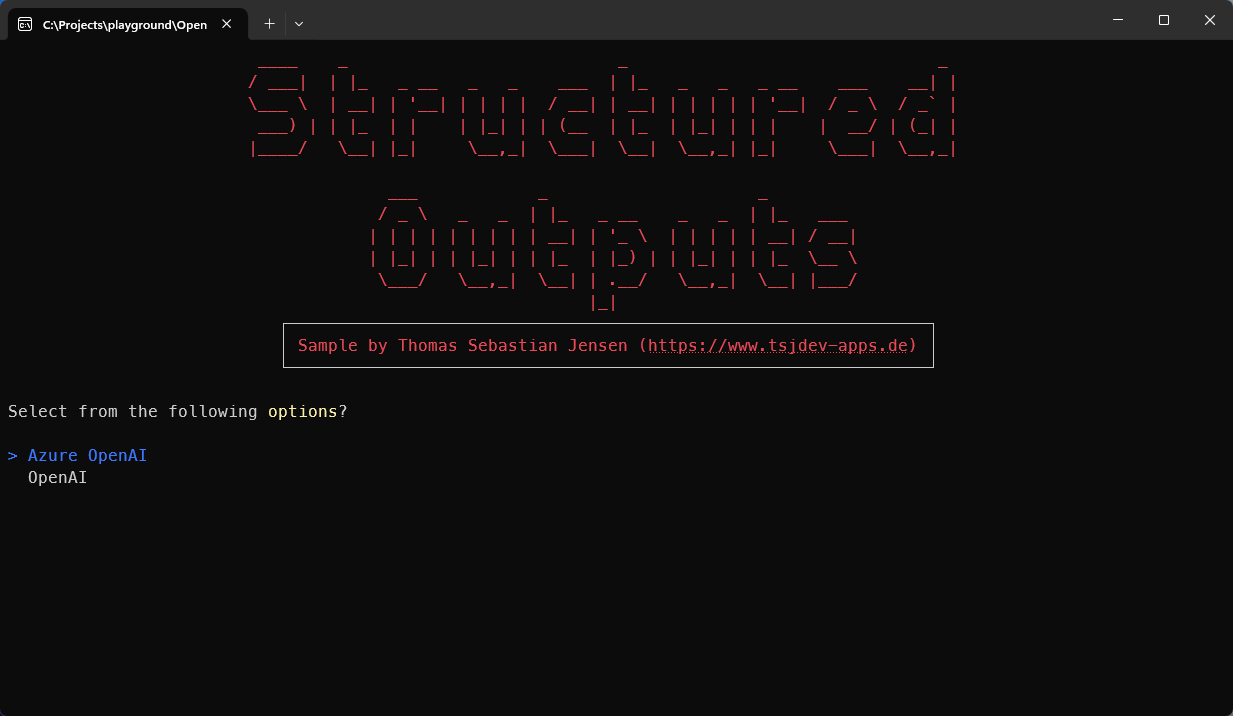 C:\Projects\playground\Open
Structured
Outputs
Sample by Thomas Sebastian Jensen (https://www.tsjdev-apps.de)
Select from the following options?
> Azure OpenAI
OpenAI